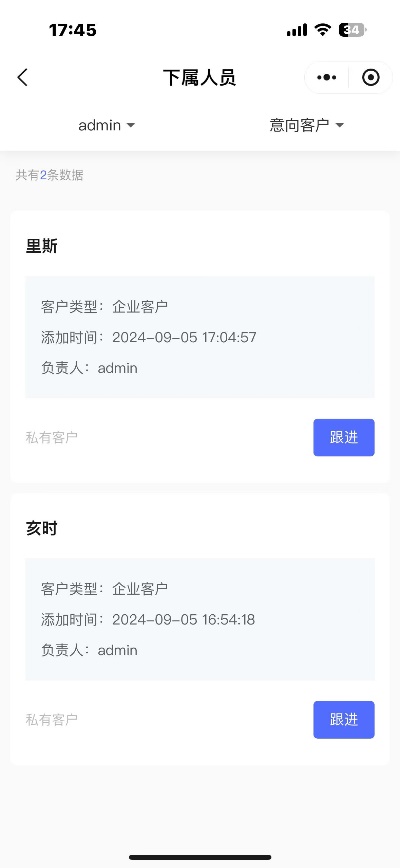 17:45
34
下属人员
admin
意向客户
共有2条数据
里斯
客户类型：企业客户
添加时间：2024-09-05 17:04:57
负责人：admin
私有客户
跟进
亥时
客户类型：企业客户
添加时间：2024-09-05 16:54:18
负责人：admin
私有客户
跟进